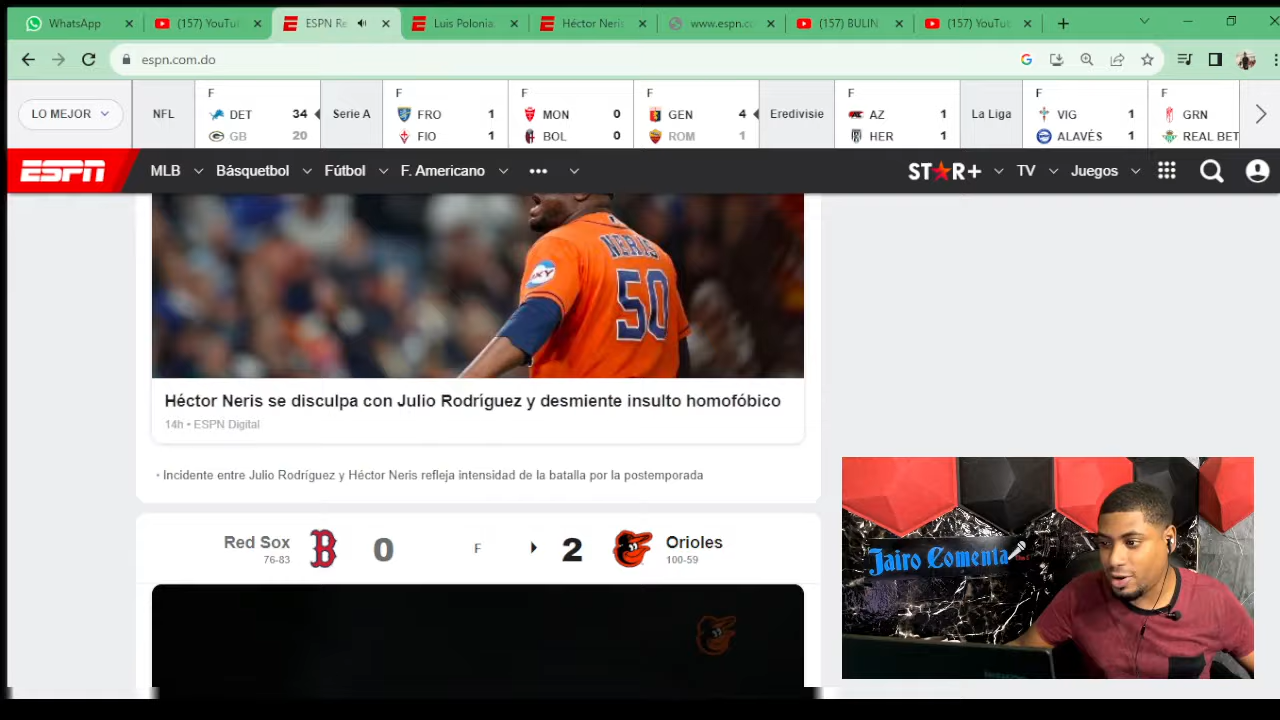 WhatsApp
(157) YouTu
ESPN Re
Luis Polonia
Héctor Neris
www.espn.c
(157) BULIN
(157) YouTu
espn.com.do
LO MEJOR
NFL
F
DET 34
GB 20
Serie A
F
FRO 1
FIO 1
F
MON 0
BOL 0
F
GEN 4
ROM 1
Eredivisie
F
AZ 1
HER 1
La Liga
F
VIG 1
ALAVÉS 1
F
GRN
REAL BET
ESPN
MLB
Básquetbol
Fútbol
F. Americano
STAR+
TV
Juegos
NERIS
50
OXY
Héctor Neris se disculpa con Julio Rodríguez y desmiente insulto homofóbico
14h • ESPN Digital
• Incidente entre Julio Rodríguez y Héctor Neris refleja intensidad de la batalla por la postemporada
Red Sox
76-83
B
0
F
2
Orioles
100-59
Jairo Comenta